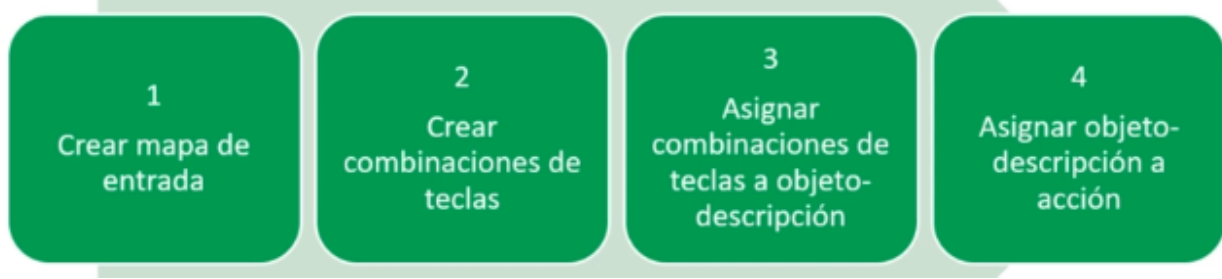 1
Crear mapa de
entrada
2
Crear
combinaciones de
teclas
3
Asignar
combinaciones de
teclas a objeto-
descripción
4
Asignar objeto-
descripción a
acción